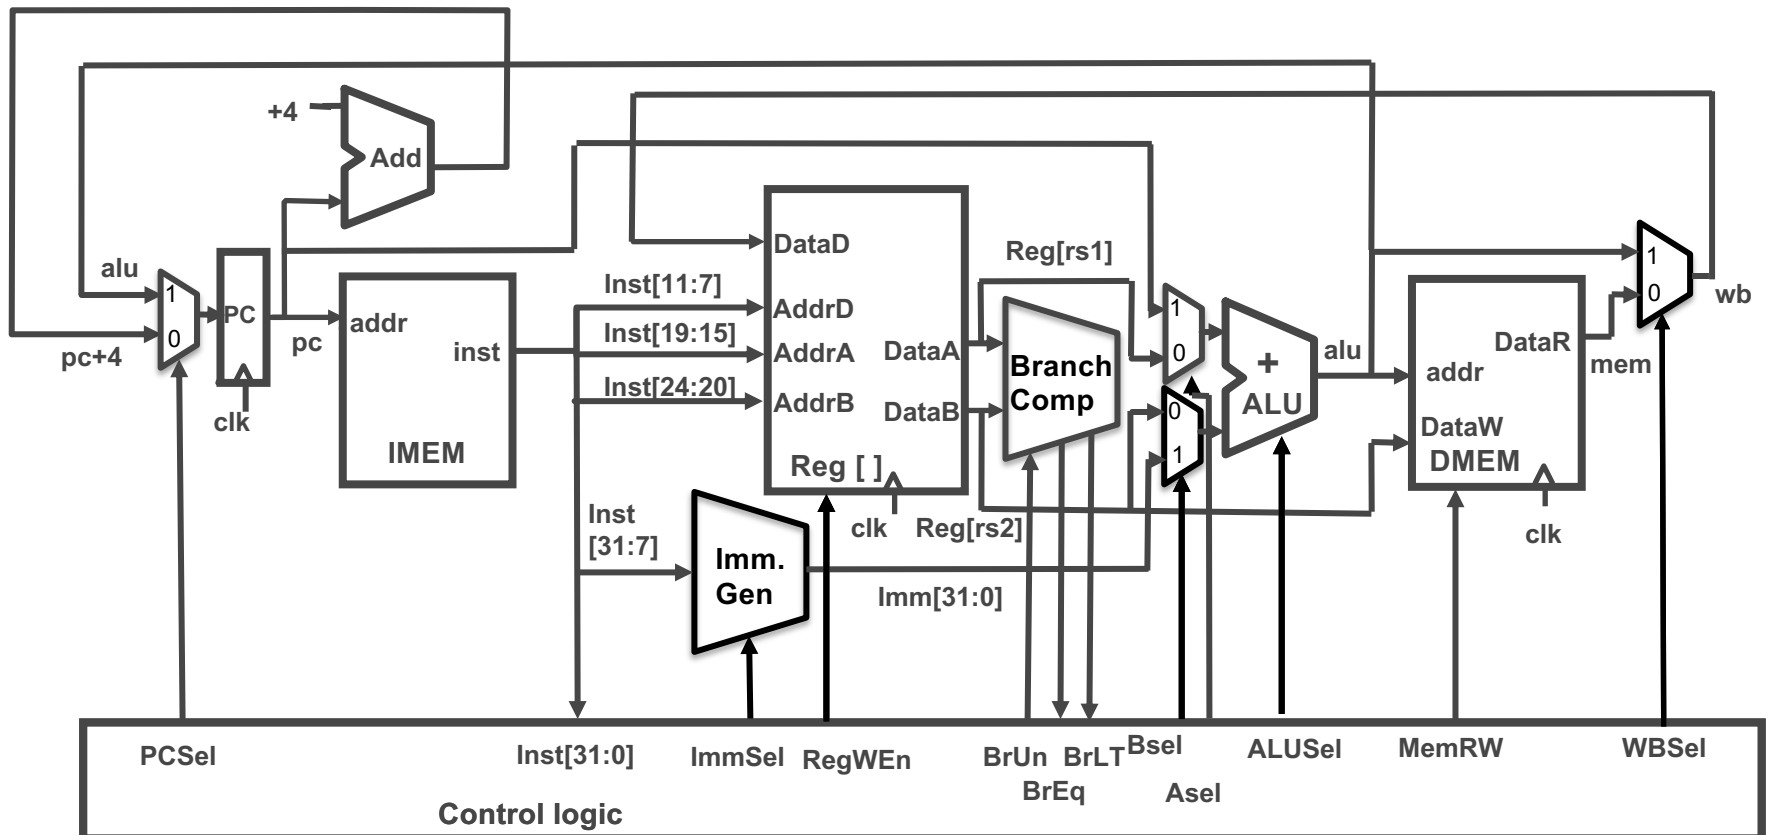 +4
Add
alu
1
0
pc+4
PC
clk
pc
addr
inst
IMEM
Inst[11:7]
Inst[19:15]
Inst[24:20]
Inst
[31:7]
DataD
AddrD
AddrA
AddrB
DataA
DataB
Reg [ ]
clk
Reg[rs1]
Reg[rs2]
Branch
Comp
Imm.
Gen
Imm[31:0]
1
0
0
1
+
ALU
alu
addr
DataW
DataR
DMEM
clk
mem
1
0
wb
PCSel
Inst[31:0]
ImmSel
RegWEn
BrUn
BrEq
BrLT
Bsel
Asel
ALUSel
MemRW
WBSel
Control logic